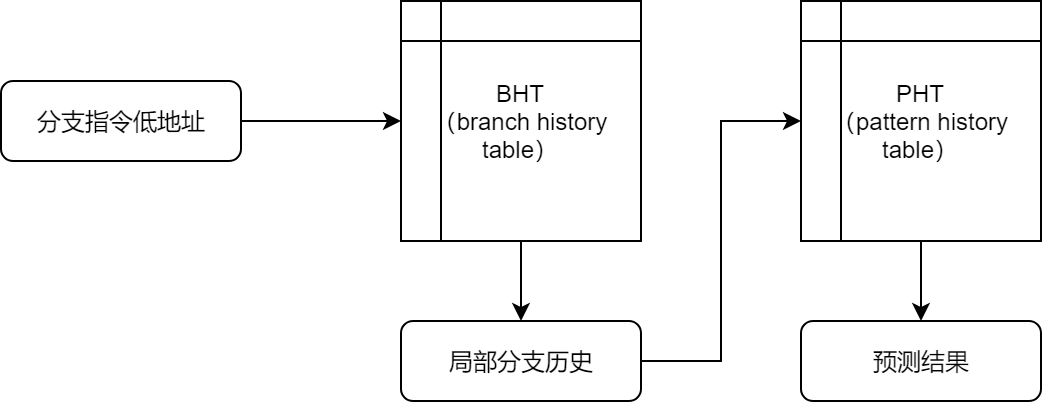 分支指令低地址
BHT
（branch history
table）
局部分支历史
PHT
（pattern history
table）
预测结果